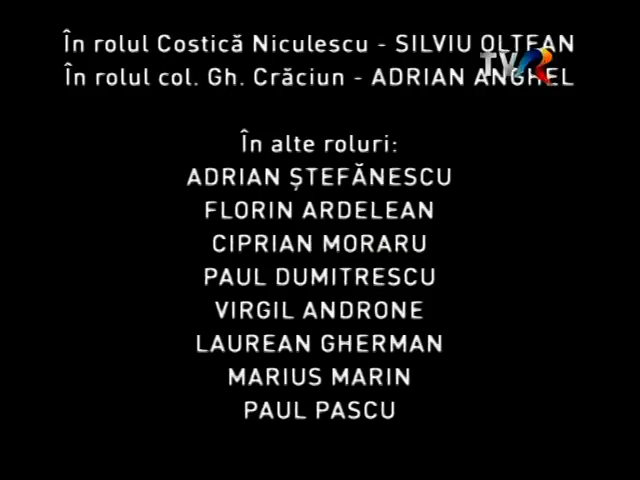 În rolul Costică Niculescu - SILVIU OLTEAN
În rolul col. Gh. Crăciun - ADRIAN ANGHEL
TVR
În alte roluri:
ADRIAN ȘTEFĂNESCU
FLORIN ARDELEAN
CIPRIAN MORARU
PAUL DUMITRESCU
VIRGIL ANDRONE
LAUREAN GHERMAN
MARIUS MARIN
PAUL PASCU